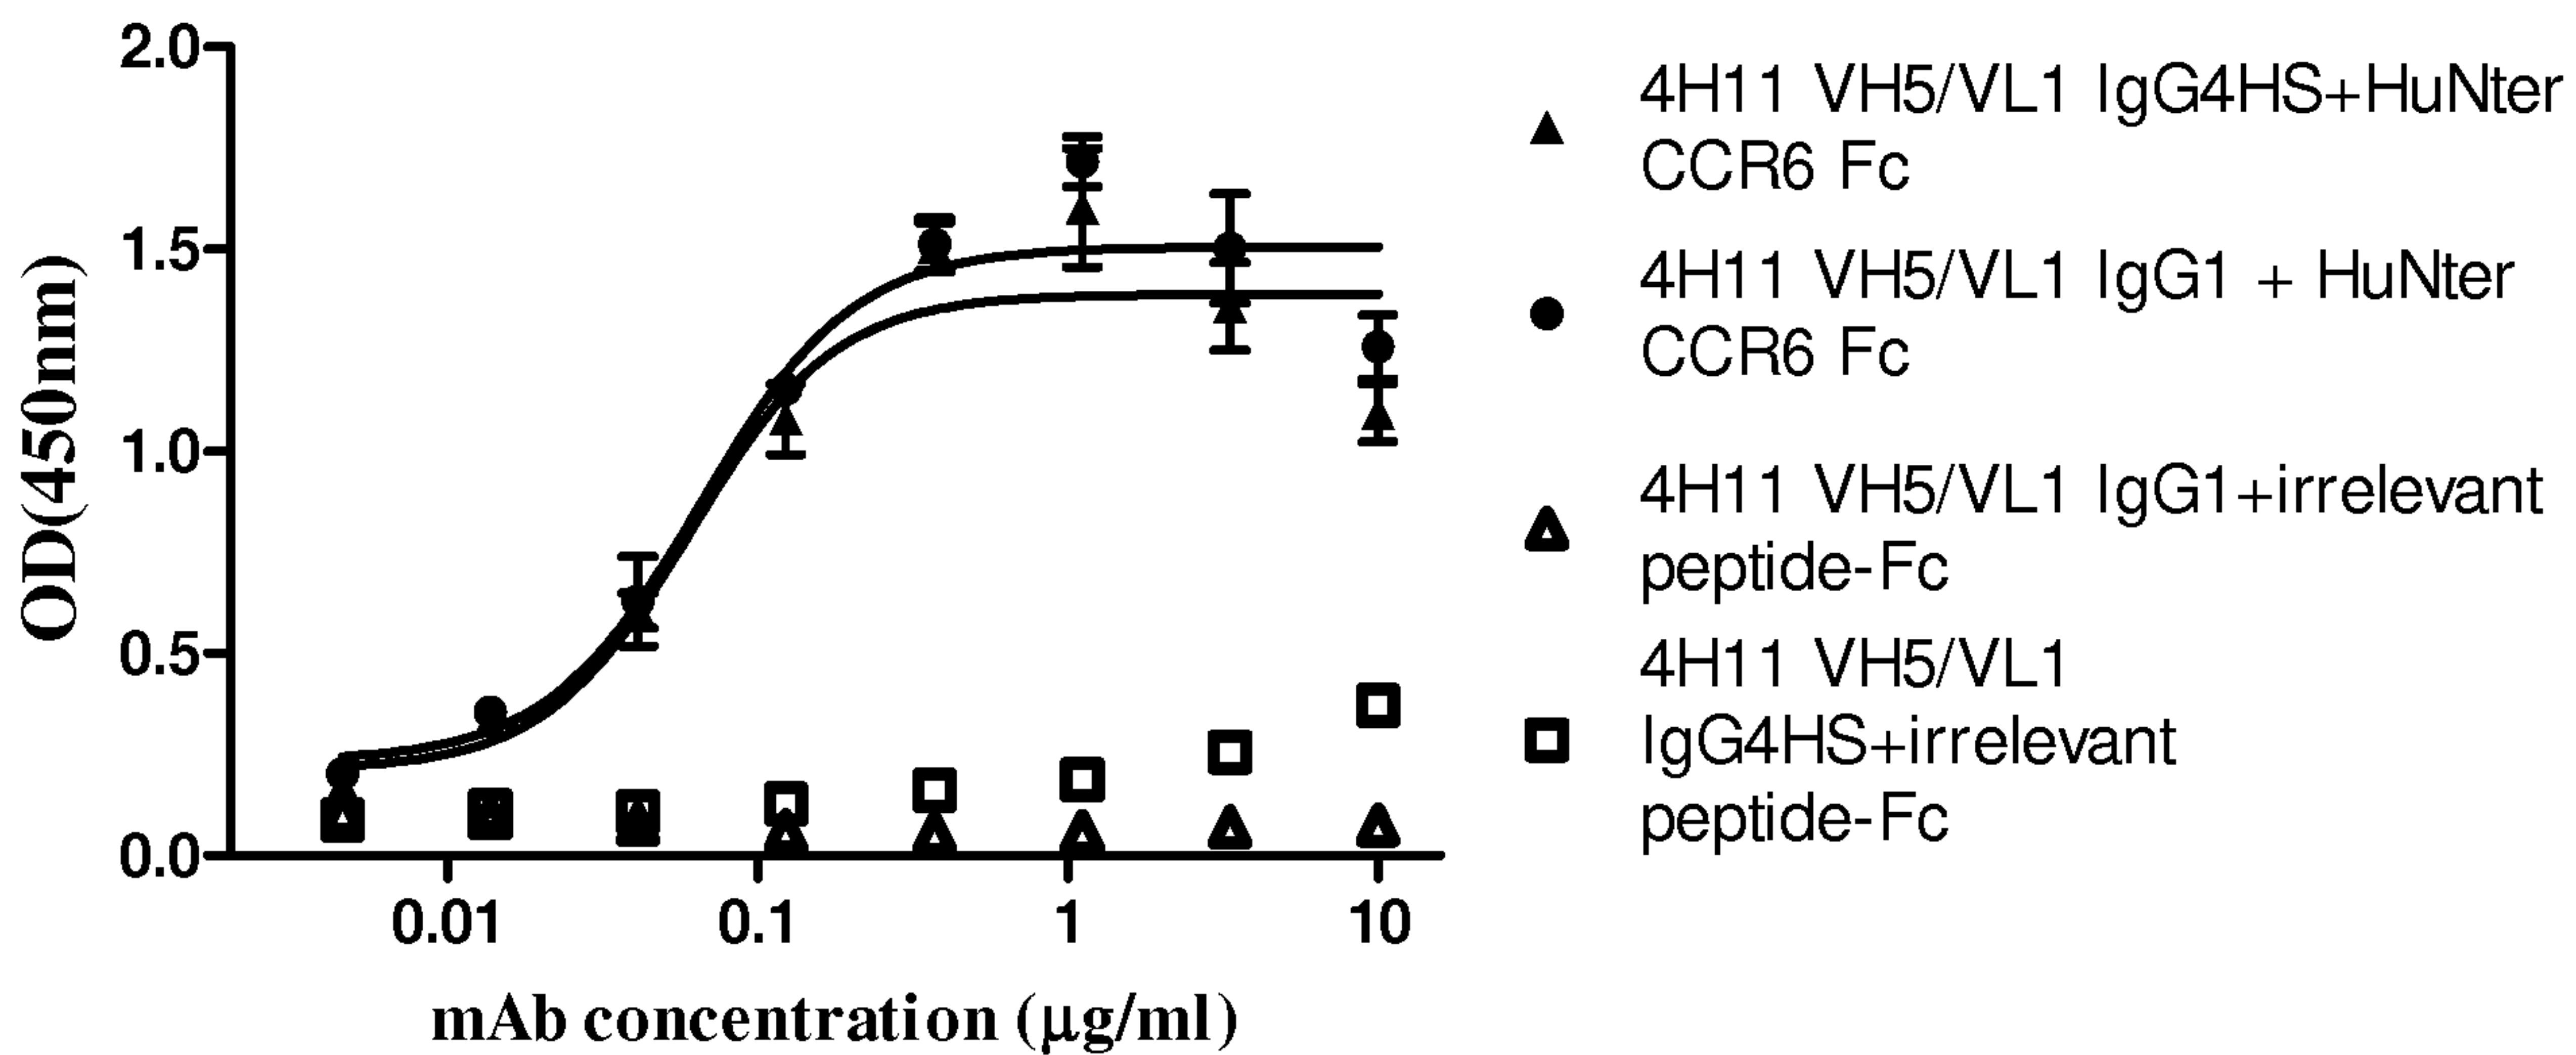 2.0
1.5
1.0
0.5
0.0
OD(450nm)
0.01
0.1
1
10
mAb concentration (μg/ml)
4H11 VH5/VL1 IgG4HS+HuNter
CCR6 Fc
4H11 VH5/VL1 IgG1 + HuNter
CCR6 Fc
4H11 VH5/VL1 IgG1+irrelevant
peptide-Fc
4H11 VH5/VL1
IgG4HS+irrelevant
peptide-Fc